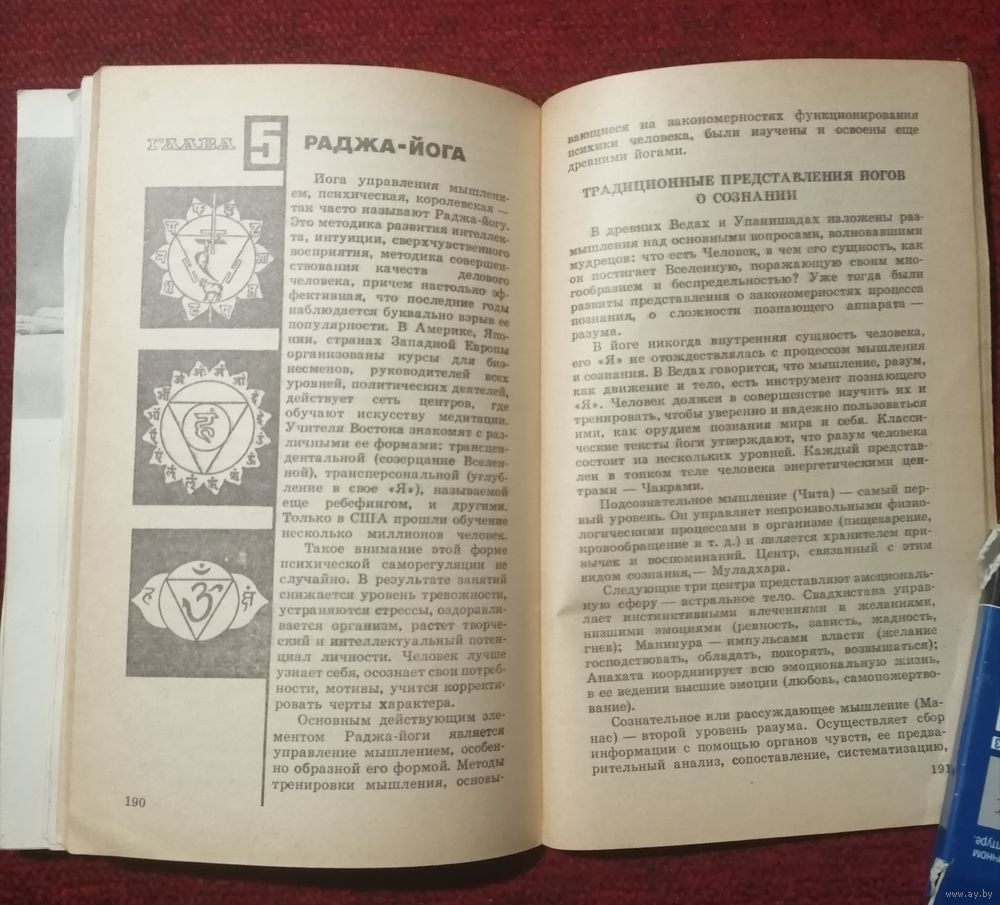 ГЛАВА 5 РАДЖА-ЙОГА
Йога управления мышлени-
ем, психическая, королевская —
так часто называют Раджа-йогу.
Это методика развития интеллек-
та, интуиции, сверхчувственного
восприятия, методика совершен-
ствования качеств делового
человека, причем настолько эф-
фективная, что последние годы
наблюдается буквально взрыв ее
популярности. В Америке, Япо-
нии, странах Западной Европы
организованы курсы для биз-
несменов, руководителей всех
уровней, политических деятелей,
действует сеть центров, где
обучают искусству медитации.
Учителя Востока знакомят с раз-
личными ее формами: трансцен-
дентальной (созерцание Вселен-
ной), трансперсональной (углуб-
ление в свое «Я»), называемой
еще ребефингом, и другими.
Только в США прошли обучение
несколько миллионов человек.
Такое внимание этой форме
психической саморегуляции не
случайно. В результате занятий
снижается уровень тревожности,
устраняются стрессы, оздоравли-
вается организм, растет творчес-
кий и интеллектуальный потен-
циал личности. Человек лучше
узнает себя, осознает свои потреб-
ности, мотивы, учится корректи-
ровать черты характера.
Основным действующим эле-
ментом Раджа-йоги является
управление мышлением, особен-
но образной его формой. Методы
тренировки мышления, основы-
190
вающиеся на закономерностях функционирования
психики человека, были изучены и освоены еще
древними йогами.
ТРАДИЦИОННЫЕ ПРЕДСТАВЛЕНИЯ ЙОГОВ
О СОЗНАНИИ
В древних Ведах и Упанишадах изложены раз-
мышления над основными вопросами, волновавшими
мудрецов: что есть Человек, в чем его сущность, как
он постигает Вселенную, поражающую своим мно-
гообразием и беспредельностью? Уже тогда были
развиты представления о закономерностях процесса
познания, о сложности познающего аппарата —
разума.
В йоге никогда внутренняя сущность человека,
его «Я» не отождествлялась с процессом мышления
и сознания. В Ведах говорится, что мышление, разум,
как движение и тело, есть инструмент познающего
«Я». Человек должен в совершенстве изучить их и
тренировать, чтобы уверенно и надежно пользоваться
ими, как орудием познания мира и себя. Класси-
ческие тексты йоги утверждают, что разум человека
состоит из нескольких уровней. Каждый представ-
лен в тонком теле человека энергетическими цен-
трами — Чакрами.
Подсознательное мышление (Чита) — самый пер-
вый уровень. Он управляет непроизвольными физио-
логическими процессами в организме (пищеварение,
кровообращение и т. д.) и является хранителем при-
вычек и воспоминаний. Центр, связанный с этим
видом сознания,— Муладхара.
Следующие три центра представляют эмоциональ-
ную сферу — астральное тело. Свадхистана управ-
ляет инстинктивными влечениями и желаниями,
низшими эмоциями (ревность, зависть, жадность,
гнев); Манипура — импульсами власти (желание
господствовать, обладать, покорять, возвышаться);
Анахата координирует всю эмоциональную жизнь,
в ее ведении высшие эмоции (любовь, самопожертво-
вание).
Сознательное или рассуждающее мышление (Ма-
нас) — второй уровень разума. Осуществляет сбор
информации с помощью органов чувств, ее предва-
рительный анализ, сопоставление, систематизацию,
191
www.ay.by